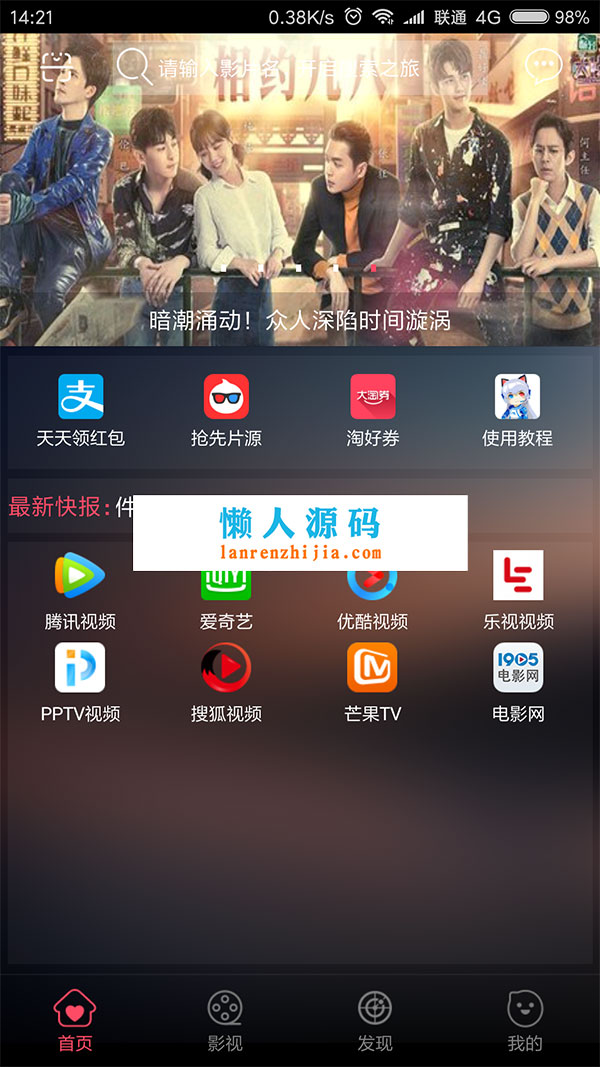 14:21 0.38K/s 联通 4G 98%
请输入影片名，开启搜索之旅
相约九八
暗潮涌动！众人深陷时间漩涡
大淘券
天天领红包 抢先片源 淘好券 使用教程
最新快报: 件
懒人源码
lanrenzhijia.com
腾讯视频 爱奇艺 优酷视频 乐视视频
1905
电影网
PPTV视频 搜狐视频 芒果TV 电影网
首页 影视 发现 我的